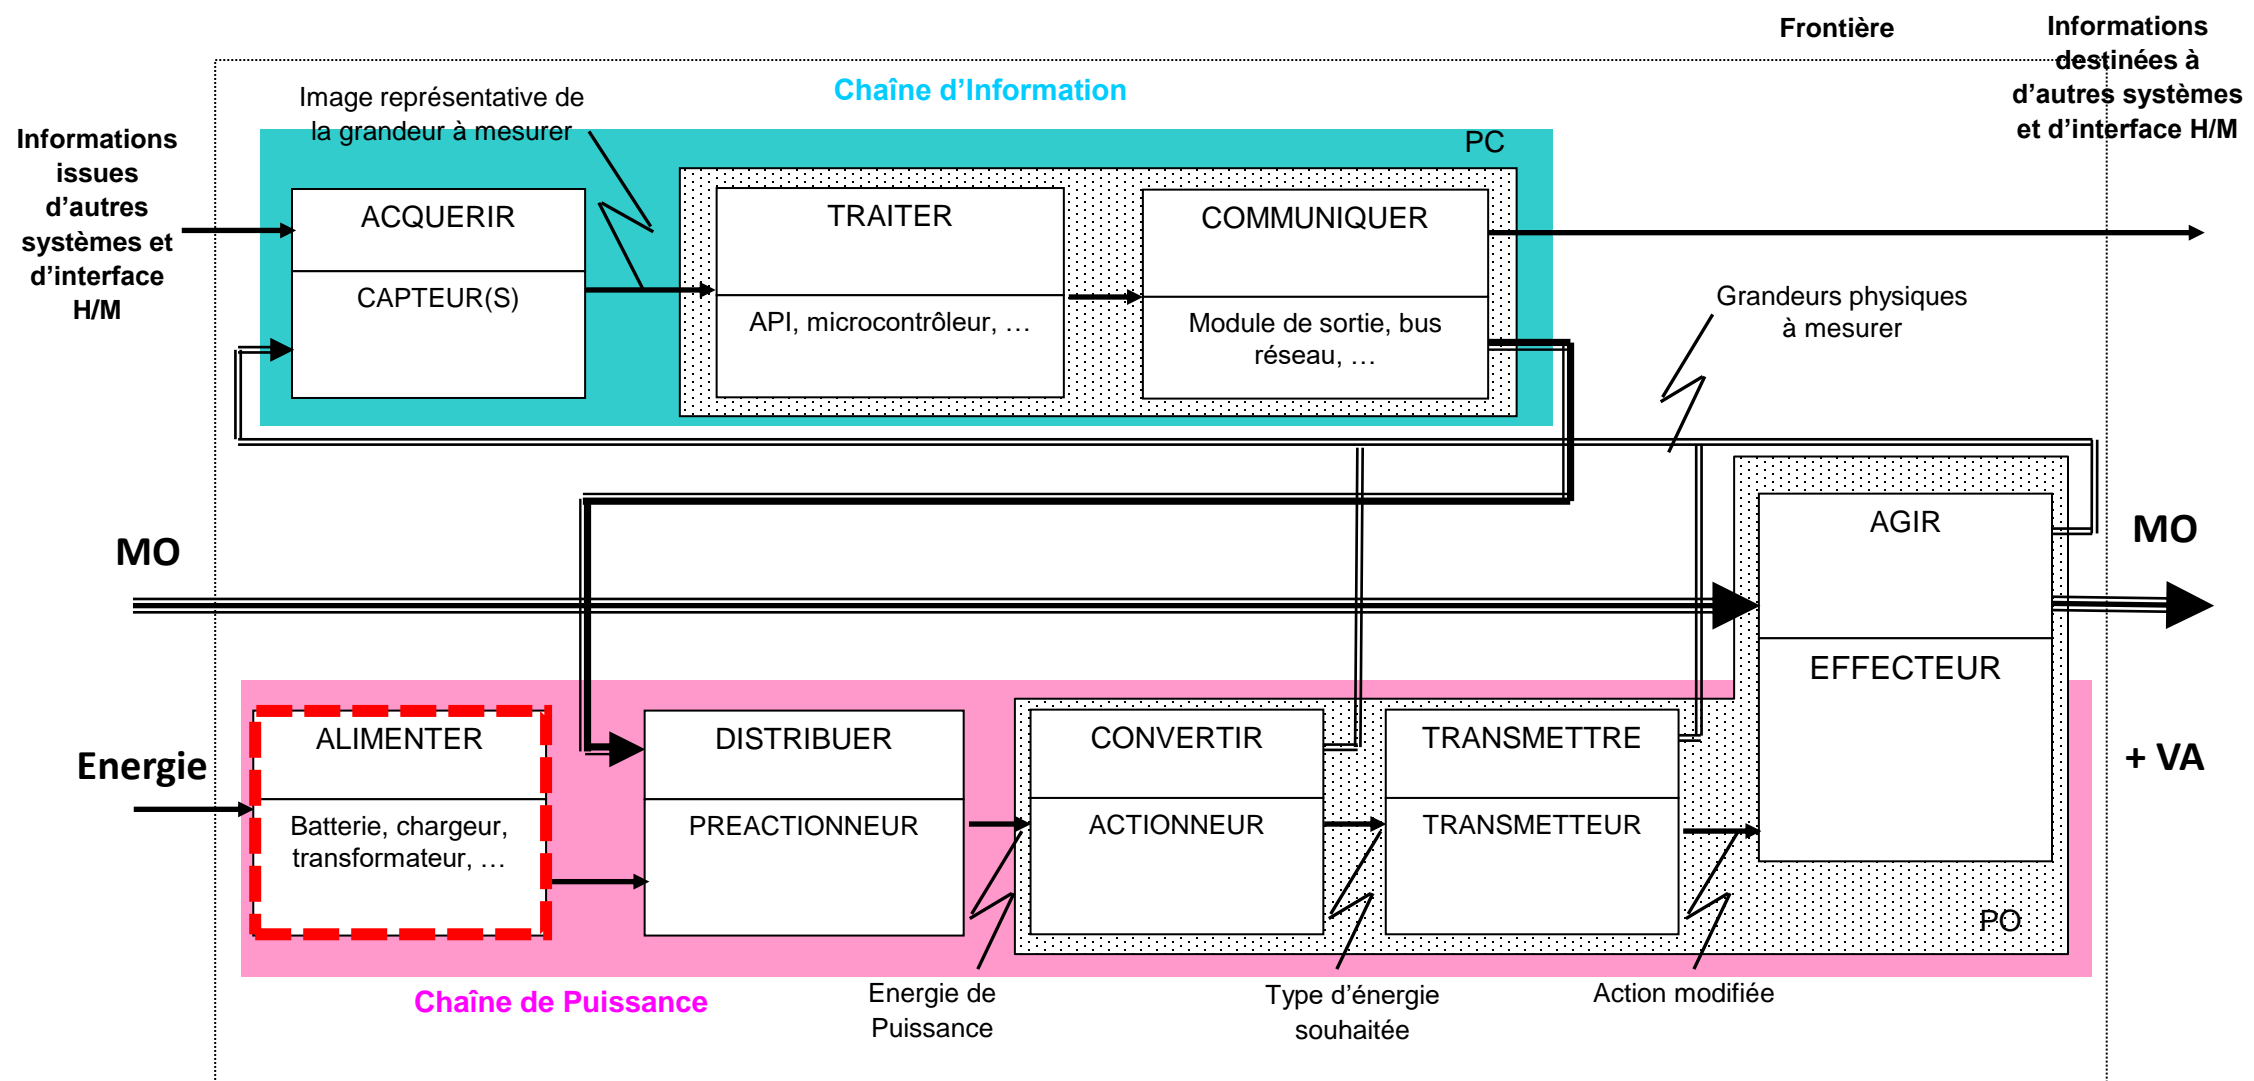 Frontière
Informations
destinées à
d’autres systèmes
et d’interface H/M
Chaîne d’Information
Image représentative de
la grandeur à mesurer
Informations
issues
d'autres
systèmes et
d’interface
H/M
PC
ACQUERIR
CAPTEUR(S)
TRAITER
API, microcontrôleur, …
COMMUNIQUER
Module de sortie, bus
réseau, …
Grandeurs physiques
à mesurer
MO
AGIR
EFFECTEUR
MO
+ VA
Energie
ALIMENTER
Batterie, chargeur,
transformateur, …
DISTRIBUER
PREACTIONNEUR
CONVERTIR
ACTIONNEUR
TRANSMETTRE
TRANSMETTEUR
PO
Chaîne de Puissance
Energie de
Puissance
Type d’énergie
souhaitée
Action modifiée